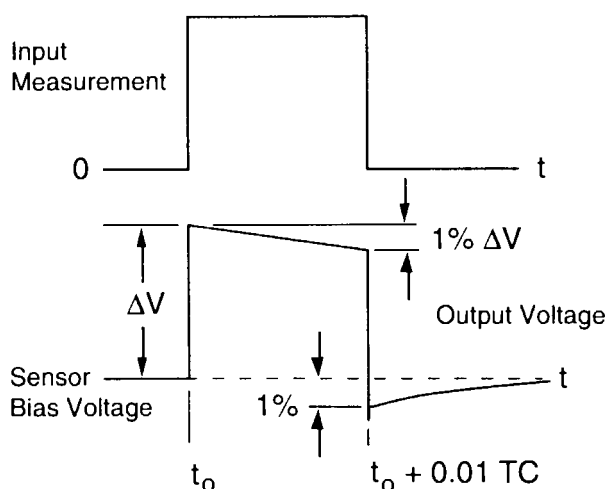 Input
Measurement
0
t
1% ΔV
ΔV
Output Voltage
Sensor
Bias Voltage
t
1%
t₀
t₀ + 0.01 TC